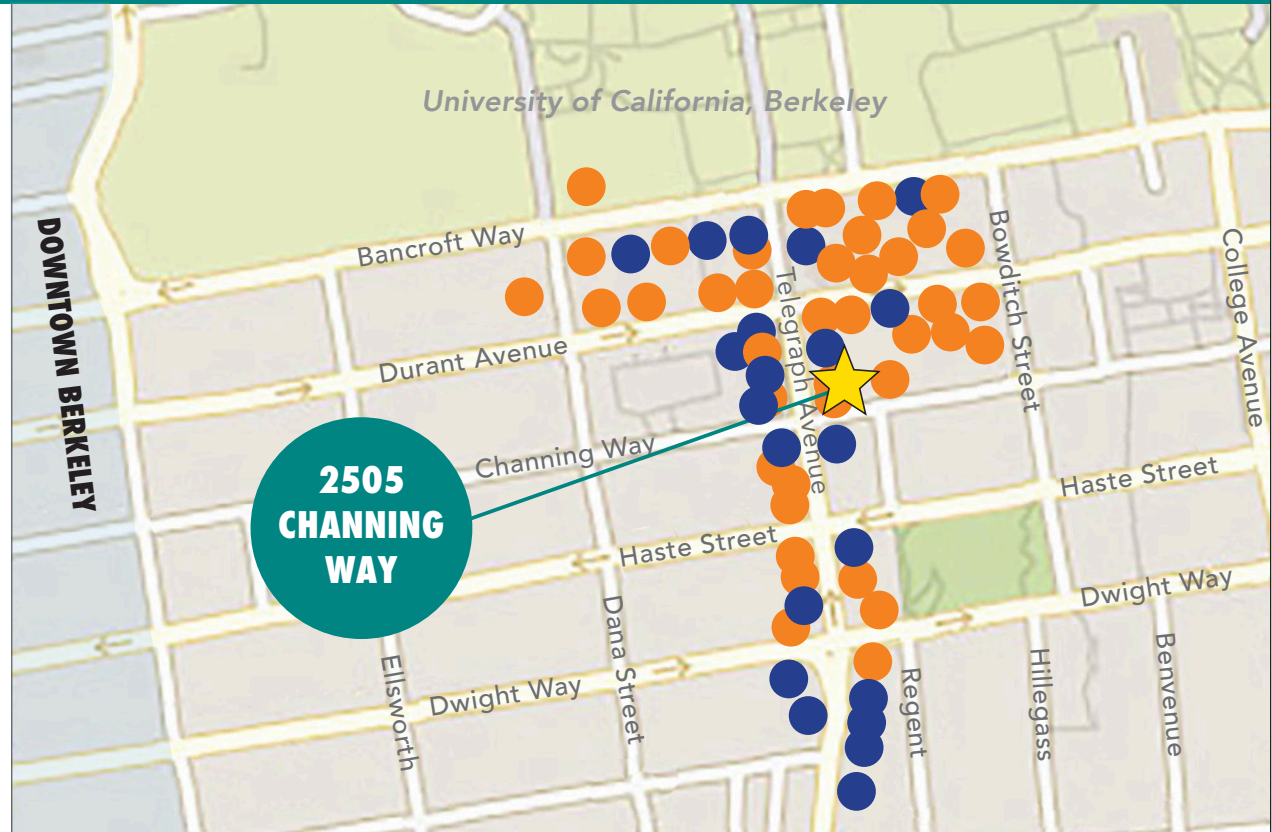 University of California, Berkeley
DOWNTOWN BERKELEY
Bancroft Way
Bowditch Street
College Avenue
Telegraph Avenue
Durant Avenue
2505
CHANNING
WAY
Channing Way
Haste Street
Haste Street
Dwight Way
Dana Street
Ellsworth
Dwight Way
Regent
Hillegass
Benvenue